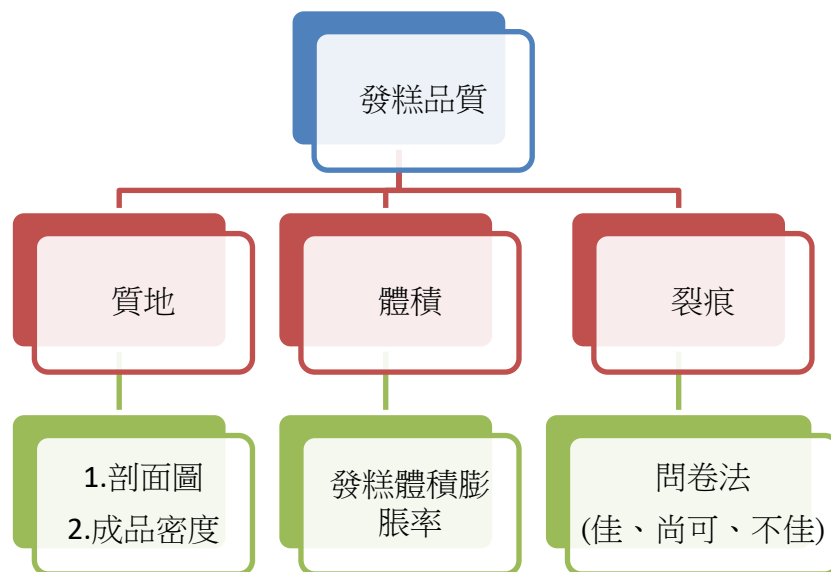 發糕品質
質地
體積
裂痕
1.剖面圖
2.成品密度
發糕體積膨
脹率
問卷法
(佳、尚可、不佳)